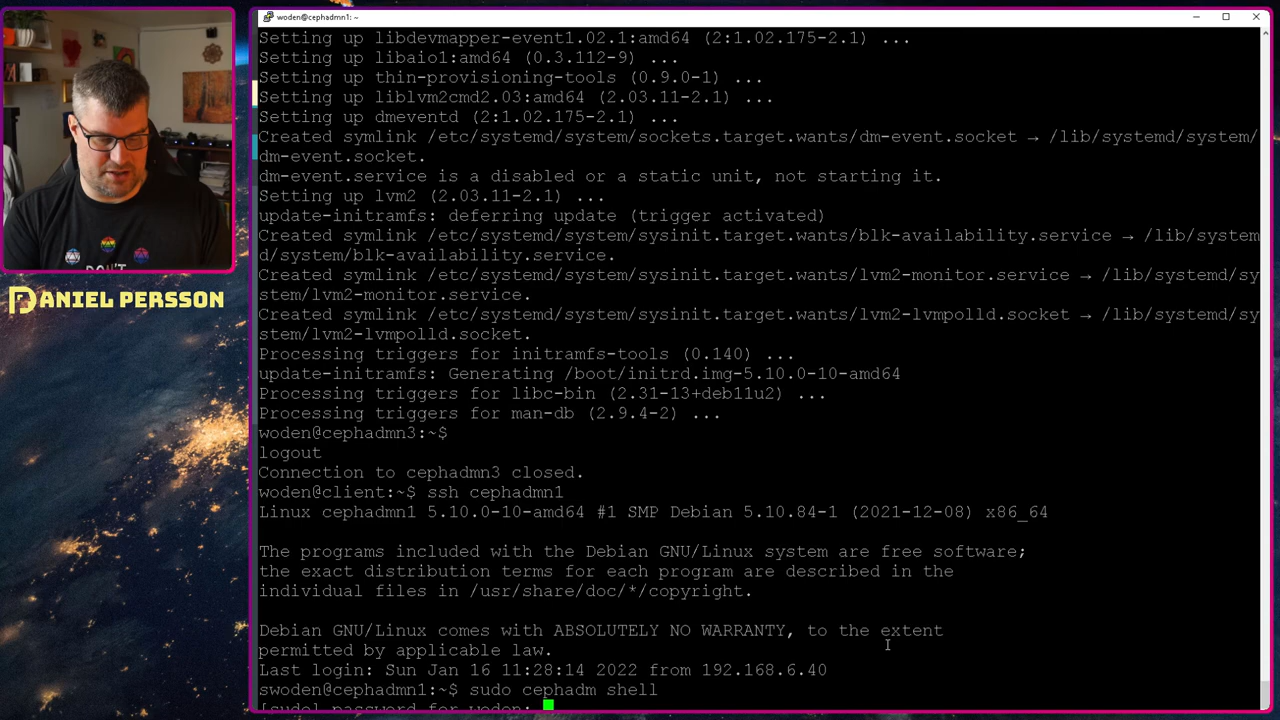 woden@cephadmn1: ~
Setting up libdevmapper-event1.02.1:amd64 (2:1.02.175-2.1) ...
Setting up libaio1:amd64 (0.3.112-9) ...
Setting up thin-provisioning-tools (0.9.0-1) ...
Setting up liblvm2cmd2.03:amd64 (2.03.11-2.1) ...
Setting up dmeventd (2:1.02.175-2.1) ...
Created symlink /etc/systemd/system/sockets.target.wants/dm-event.socket → /lib/systemd/system/
dm-event.socket.
dm-event.service is a disabled or a static unit, not starting it.
Setting up lvm2 (2.03.11-2.1) ...
update-initramfs: deferring update (trigger activated)
Created symlink /etc/systemd/system/sysinit.target.wants/blk-availability.service → /lib/system
d/system/blk-availability.service.
Created symlink /etc/systemd/system/sysinit.target.wants/lvm2-monitor.service → /lib/systemd/sy
stem/lvm2-monitor.service.
Created symlink /etc/systemd/system/sysinit.target.wants/lvm2-lvmpolld.socket → /lib/systemd/sy
stem/lvm2-lvmpolld.socket.
Processing triggers for initramfs-tools (0.140) ...
update-initramfs: Generating /boot/initrd.img-5.10.0-10-amd64
Processing triggers for libc-bin (2.31-13+deb11u2) ...
Processing triggers for man-db (2.9.4-2) ...
woden@cephadmn3:~$
logout
Connection to cephadmn3 closed.
woden@client:~$ ssh cephadmn1
Linux cephadmn1 5.10.0-10-amd64 #1 SMP Debian 5.10.84-1 (2021-12-08) x86_64
The programs included with the Debian GNU/Linux system are free software;
the exact distribution terms for each program are described in the
individual files in /usr/share/doc/*/copyright.
Debian GNU/Linux comes with ABSOLUTELY NO WARRANTY, to the extent
permitted by applicable law.
Last login: Sun Jan 16 11:28:14 2022 from 192.168.6.40
swoden@cephadmn1:~$ sudo cephadm shell
[sudo] password for woden:
DON'T
DANIEL PERSSON